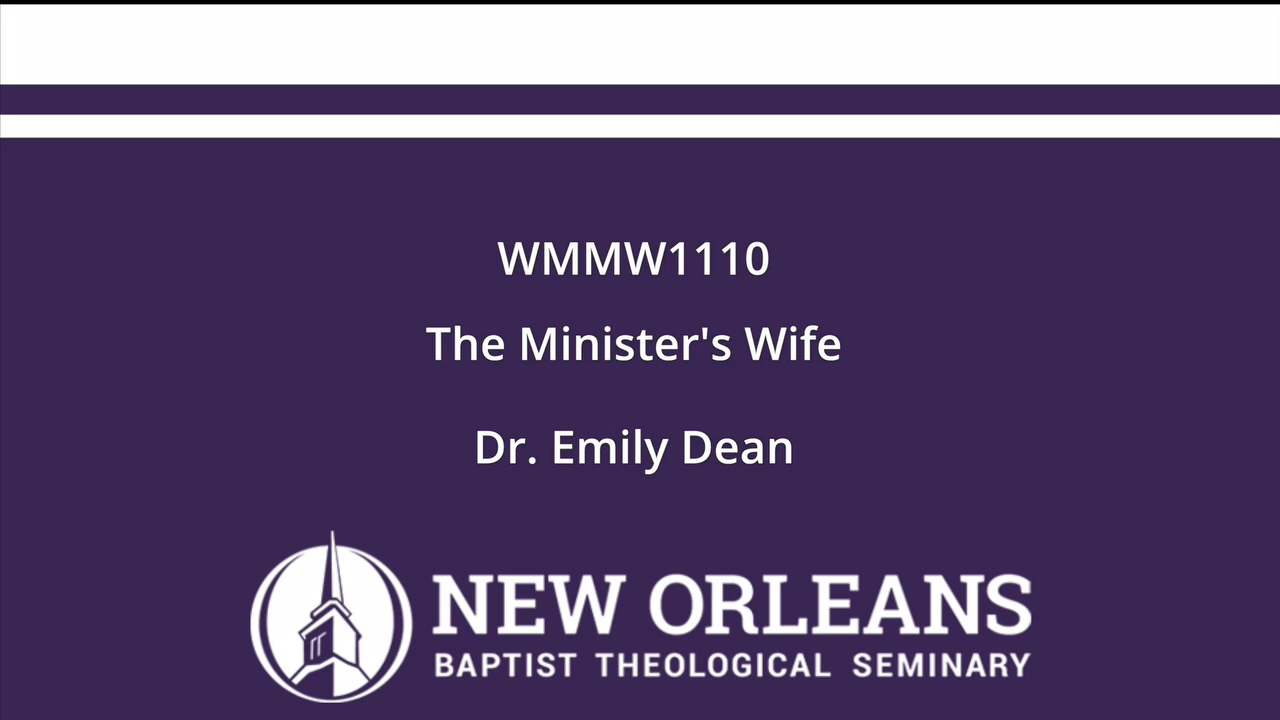 WMMW1110
The Minister's Wife
Dr. Emily Dean
NEW ORLEANS
BAPTIST THEOLOGICAL SEMINARY